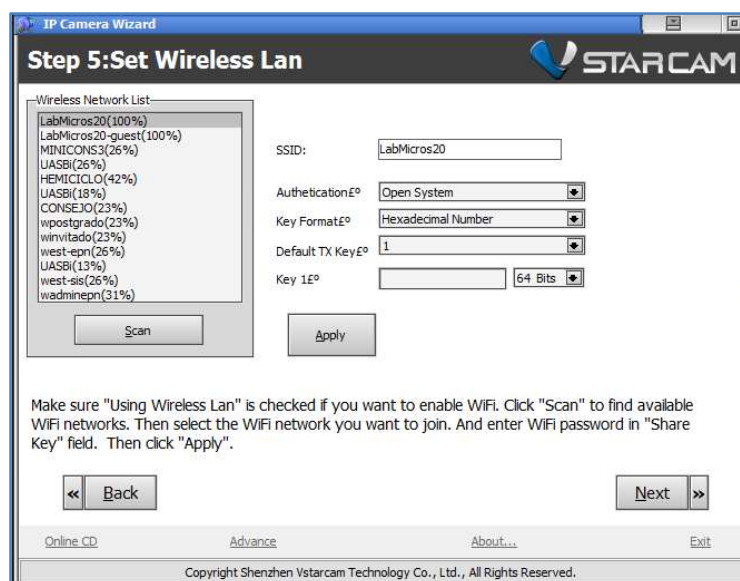 IP Camera Wizard
Step 5:Set Wireless Lan
STARCAM
Wireless Network List
LabMicros20(100%)
LabMicros20-guest(100%)
MINICONS3(26%)
UASBi(26%)
HEMICICLO(42%)
UASBi(18%)
CONSEJO(23%)
wpostgrado(23%)
winvitado(23%)
west-epn(26%)
UASBi(13%)
west-sis(26%)
wadminepn(31%)
Scan
SSID: LabMicros20
Authetication£º Open System
Key Format£º Hexadecimal Number
Default TX Key£º 1
Key 1£º 64 Bits
Apply
Make sure "Using Wireless Lan" is checked if you want to enable WiFi. Click "Scan" to find available
WiFi networks. Then select the WiFi network you want to join. And enter WiFi password in "Share
Key" field. Then click "Apply".
« Back
Next »
Online CD Advance About... Exit
Copyright Shenzhen Vstarcam Technology Co., Ltd., All Rights Reserved.